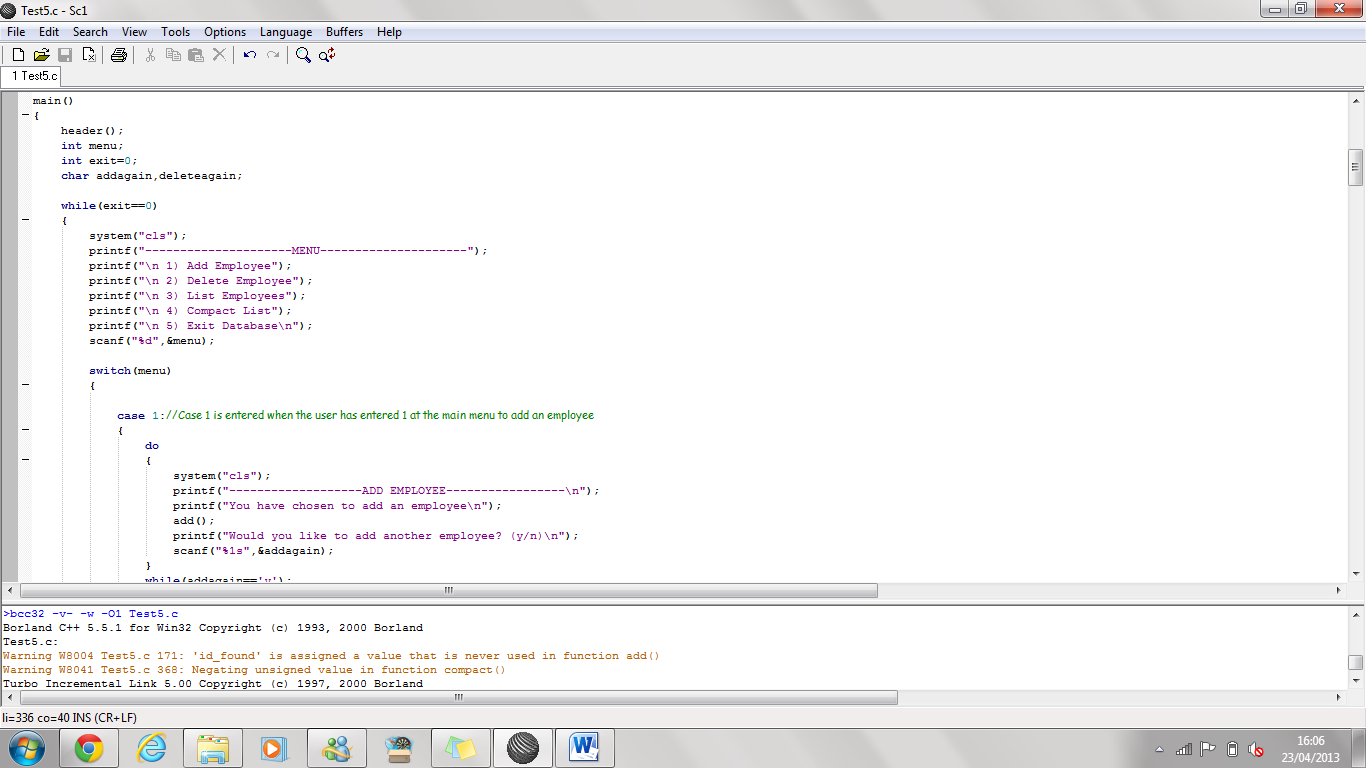 Test5.c - Sc1
File Edit Search View Tools Options Language Buffers Help
1 Test5.c
main()
{
header();
int menu;
int exit=0;
char addagain,deleteagain;
while(exit==0)
{
system("cls");
printf("---------------------MENU---------------------");
printf("\n 1) Add Employee");
printf("\n 2) Delete Employee");
printf("\n 3) List Employees");
printf("\n 4) Compact List");
printf("\n 5) Exit Database\n");
scanf("%d",&menu);
switch(menu)
{
case 1://Case 1 is entered when the user has entered 1 at the main menu to add an employee
{
do
{
system("cls");
printf("-------------------ADD EMPLOYEE-----------------\n");
printf("You have chosen to add an employee\n");
add();
printf("Would you like to add another employee? (y/n)\n");
scanf("%1s",&addagain);
}
while(addagain=='y');
>bcc32 -v- -w -O1 Test5.c
Borland C++ 5.5.1 for Win32 Copyright (c) 1993, 2000 Borland
Test5.c:
Warning W8004 Test5.c 171: 'id_found' is assigned a value that is never used in function add()
Warning W8041 Test5.c 368: Negating unsigned value in function compact()
Turbo Incremental Link 5.00 Copyright (c) 1997, 2000 Borland
li=336 co=40 INS (CR+LF)
16:06
23/04/2013